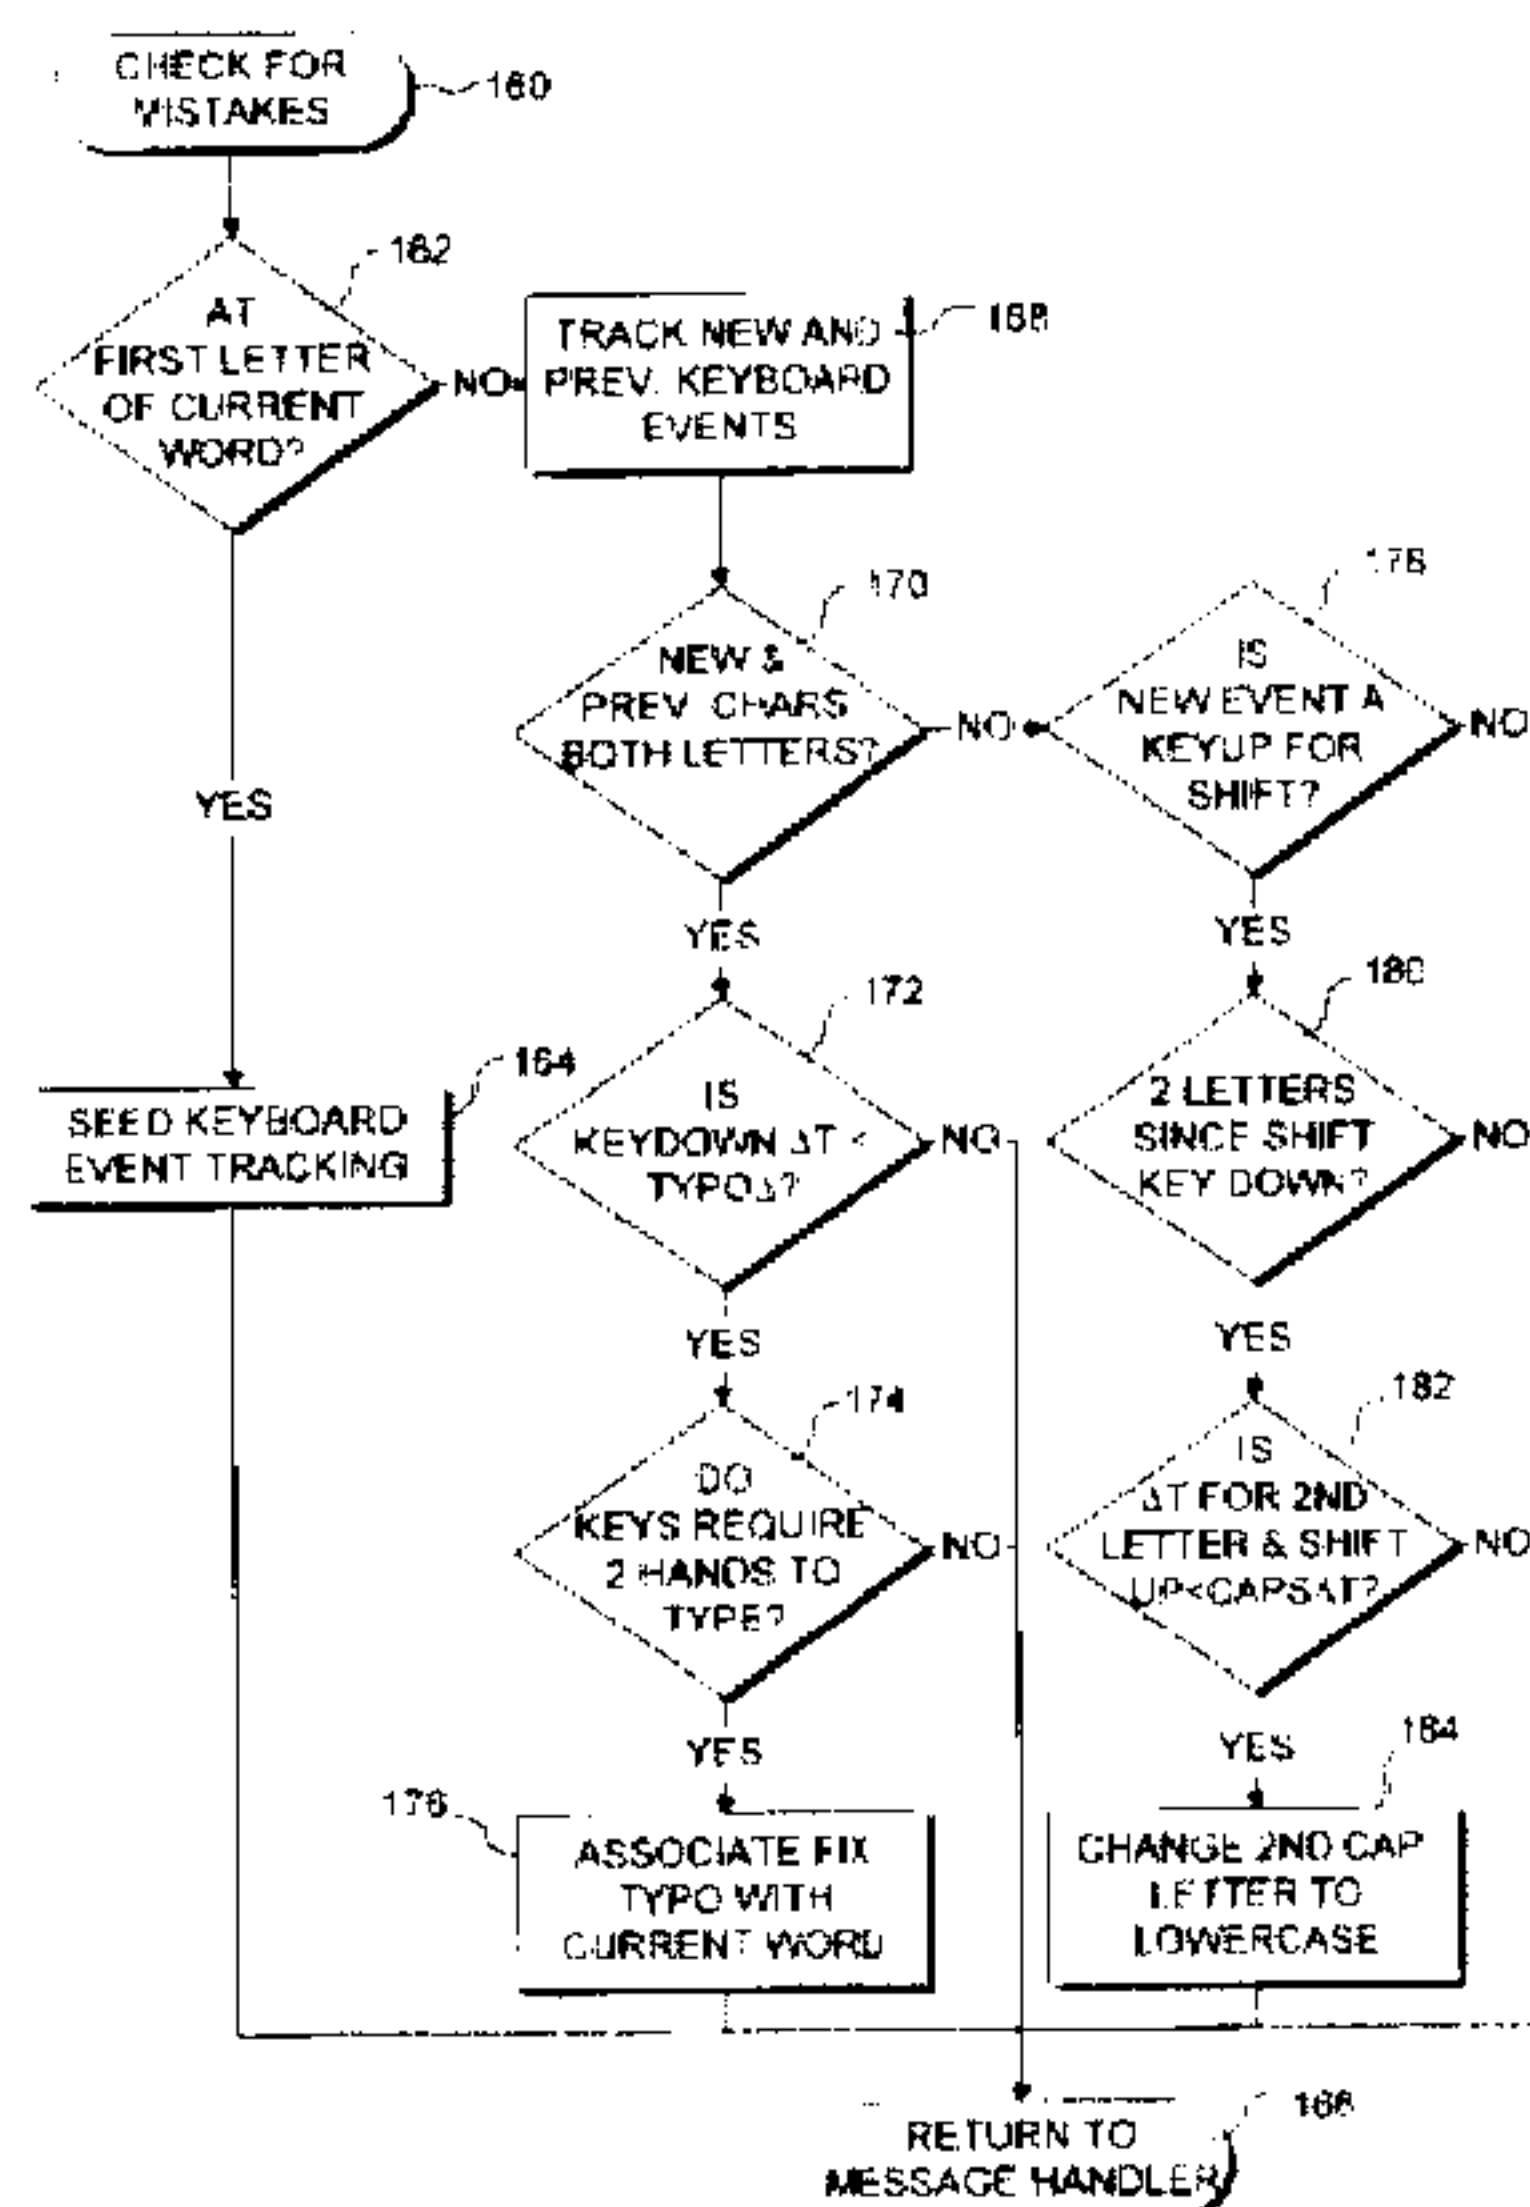 CHECK FOR
MISTAKES
160
162
AT
FIRST LETTER
OF CURRENT
WORD?
NO
TRACK NEW AND
PREV. KEYBOARD
EVENTS
168
YES
170
NEW &
PREV. CHARS
BOTH LETTERS?
NO
178
IS
NEW EVENT A
KEYUP FOR
SHIFT?
NO
YES
YES
172
IS
KEYDOWN ΔT <
TYPOΔ?
NO
180
2 LETTERS
SINCE SHIFT
KEY DOWN?
NO
164
SEED KEYBOARD
EVENT TRACKING
YES
YES
174
DO
KEYS REQUIRE
2 HANDS TO
TYPE?
NO
182
IS
ΔT FOR 2ND
LETTER & SHIFT
UP<CAPSΔT?
NO
YES
YES
176
ASSOCIATE FIX
TYPO WITH
CURRENT WORD
184
CHANGE 2ND CAP
LETTER TO
LOWERCASE
RETURN TO
MESSAGE HANDLER
166